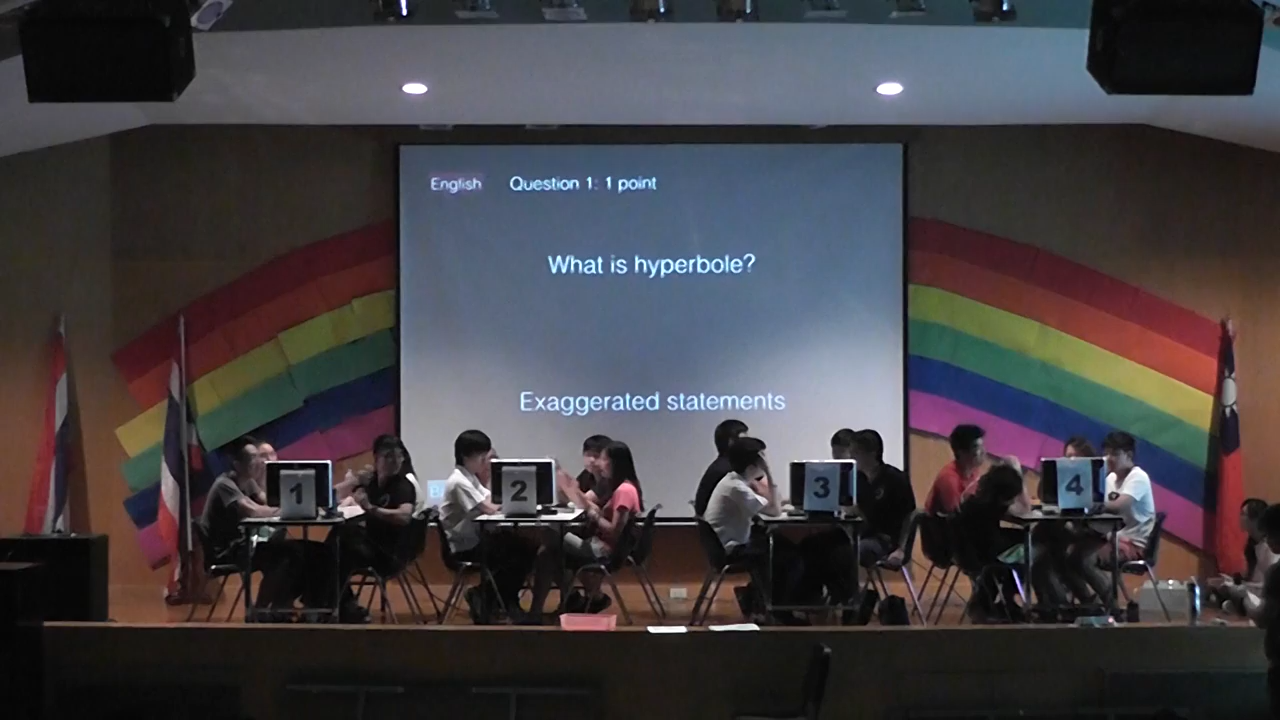 English Question 1: 1 point
What is hyperbole?
Exaggerated statements
1
2
3
4